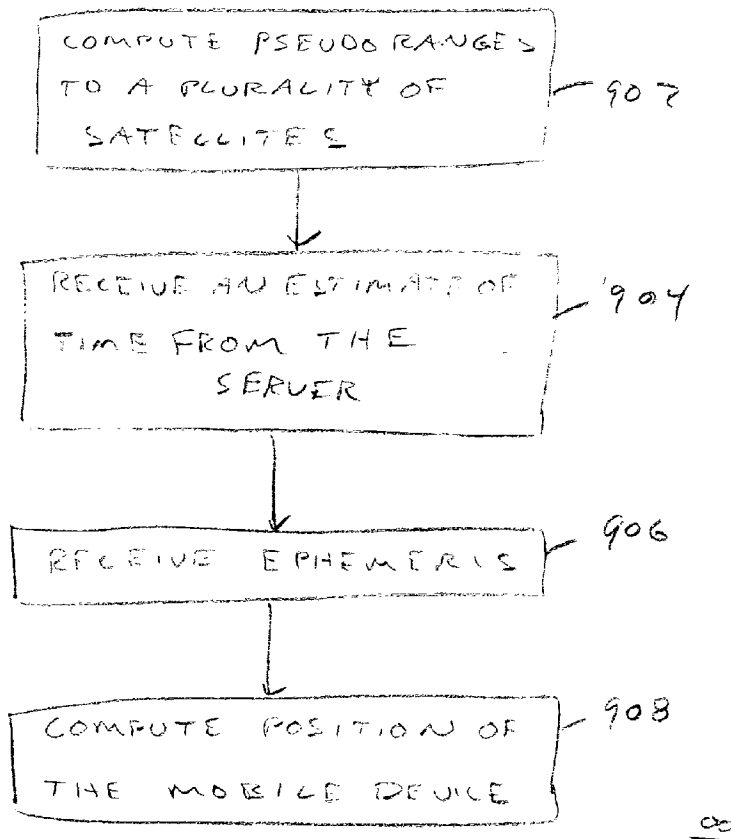 COMPUTE PSEUDORANGES
TO A PLURALITY OF
SATELLITES
902
RECEIVE AN ESTIMATE OF
TIME FROM THE
SERVER
904
RECEIVE EPHEMERIS
906
COMPUTE POSITION OF
THE MOBILE DEVICE
908